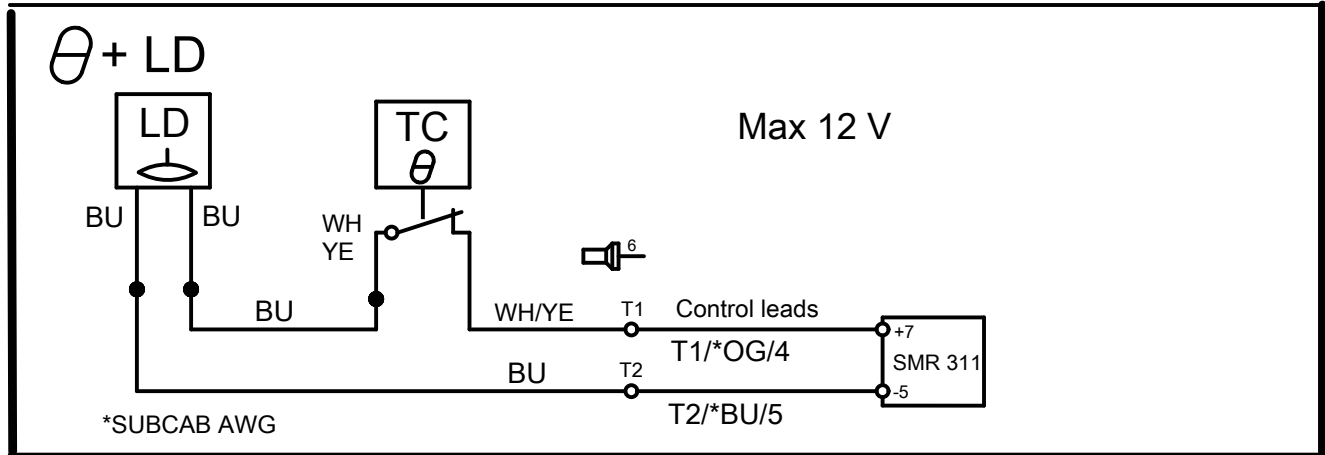 θ + LD
LD
TC
θ
Max 12 V
BU
BU
WH
YE
6
BU
WH/YE
T1
Control leads
+7
T1/*OG/4
SMR 311
BU
T2
-5
T2/*BU/5
*SUBCAB AWG